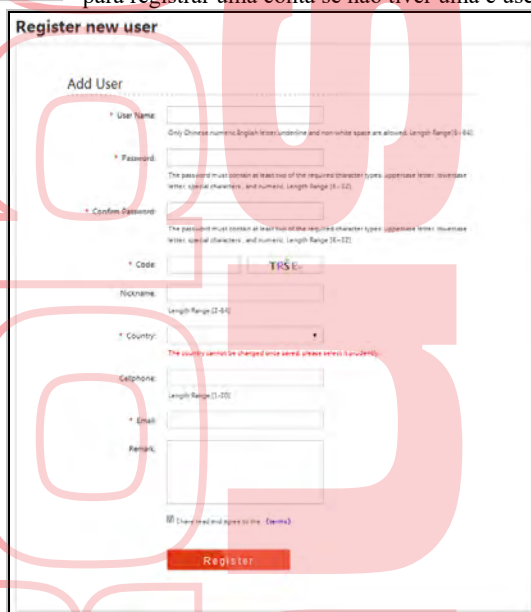 para registrar uma conta se não tiver uma e use
Register new user
Add User
* User Name:
Only Chinese numeric English letter underline and non-white space are allowed. Length Range[6-64].
* Password:
The password must contain at least two of the required character types: uppercase letter, lowercase
letter, special characters , and numeric. Length Range [6-32].
* Confirm Password:
The password must contain at least two of the required character types: uppercase letter, lowercase
letter, special characters , and numeric. Length Range [6-32]
* Code:
Nickname:
Length Range [2-64]
* Country:
The country cannot be changed once saved, please select it prudently.
Cellphone:
Length Range [1-20]
* Email:
Remark:
I have read and agree to the 《terms》
Register